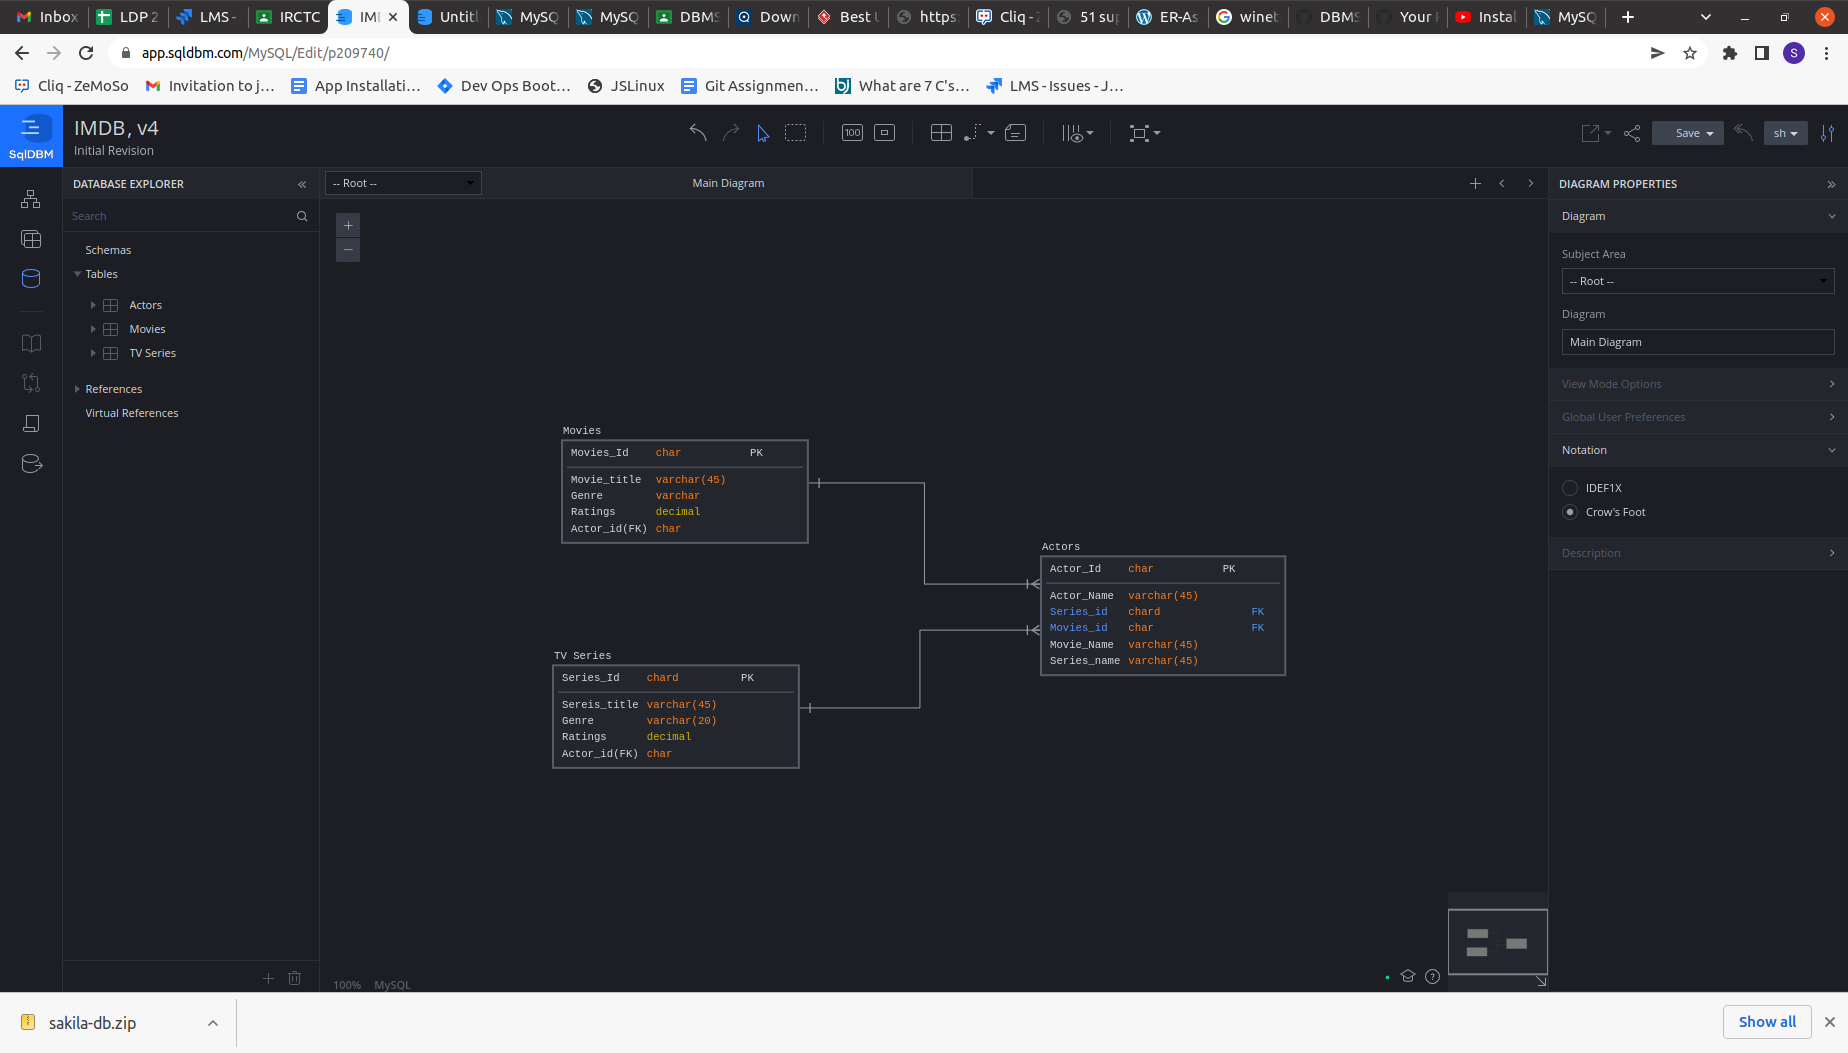 Inbox
LDP 2
LMS -
IRCTC
IMI
Untitl
MySQ
MySQ
DBMS
Down
Best U
https:
Cliq - Z
51 sup
ER-As
winet
DBMS
Your
Instal
MySQ
app.sqldbm.com/MySQL/Edit/p209740/
S
Cliq - ZeMoSo
Invitation to j...
App Installati...
Dev Ops Boot...
JSLinux
Git Assignmen...
bj
What are 7 C's...
LMS - Issues - J...
SqlDBM
IMDB, v4
Initial Revision
100
Save
sh
DATABASE EXPLORER
-- Root --
Main Diagram
DIAGRAM PROPERTIES
Search
Schemas
Tables
Actors
Movies
TV Series
References
Virtual References
Movies
Movies_Id char PK
Movie_title varchar(45)
Genre varchar
Ratings decimal
Actor_id(FK) char
Actors
Actor_Id char PK
Actor_Name varchar(45)
Series_id chard FK
Movies_id char FK
Movie_Name varchar(45)
Series_name varchar(45)
TV Series
Series_Id chard PK
Sereis_title varchar(45)
Genre varchar(20)
Ratings decimal
Actor_id(FK) char
Diagram
Subject Area
-- Root --
Diagram
Main Diagram
View Mode Options
Global User Preferences
Notation
IDEF1X
Crow's Foot
Description
100% MySQL
sakila-db.zip
Show all